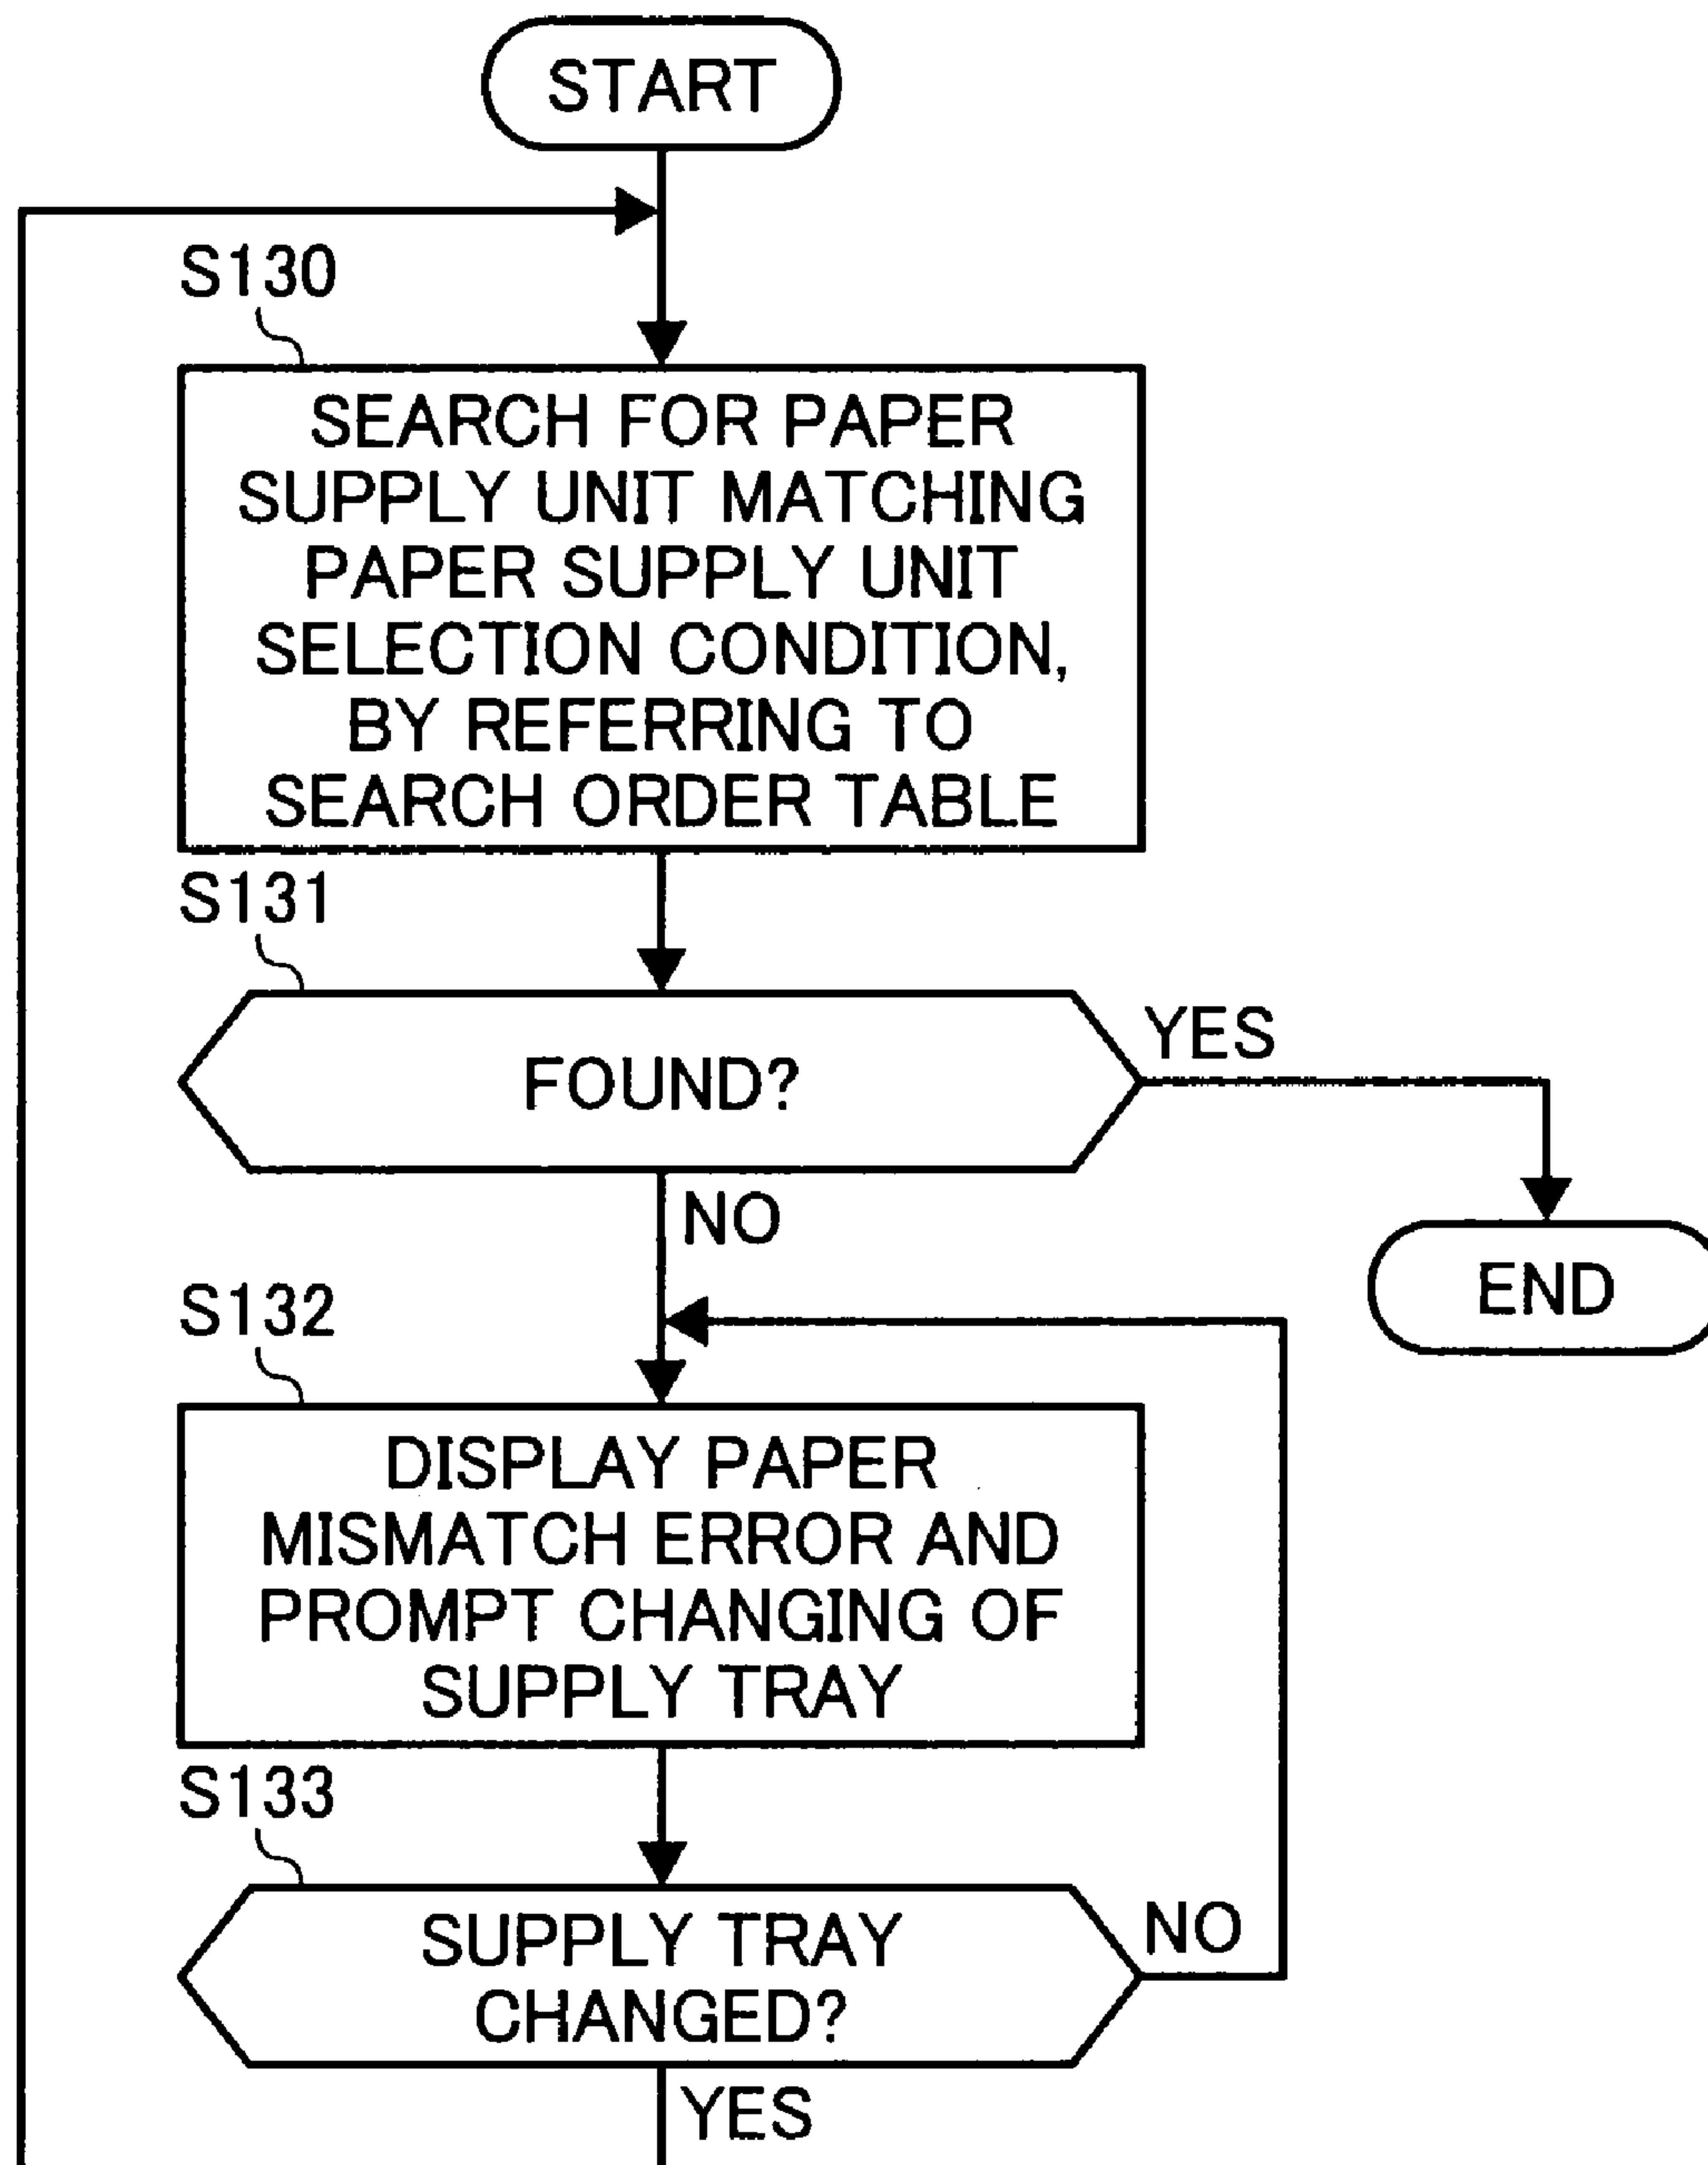 START
S130
SEARCH FOR PAPER
SUPPLY UNIT MATCHING
PAPER SUPPLY UNIT
SELECTION CONDITION,
BY REFERRING TO
SEARCH ORDER TABLE
S131
FOUND?
YES
NO
END
S132
DISPLAY PAPER
MISMATCH ERROR AND
PROMPT CHANGING OF
SUPPLY TRAY
S133
SUPPLY TRAY
CHANGED?
NO
YES